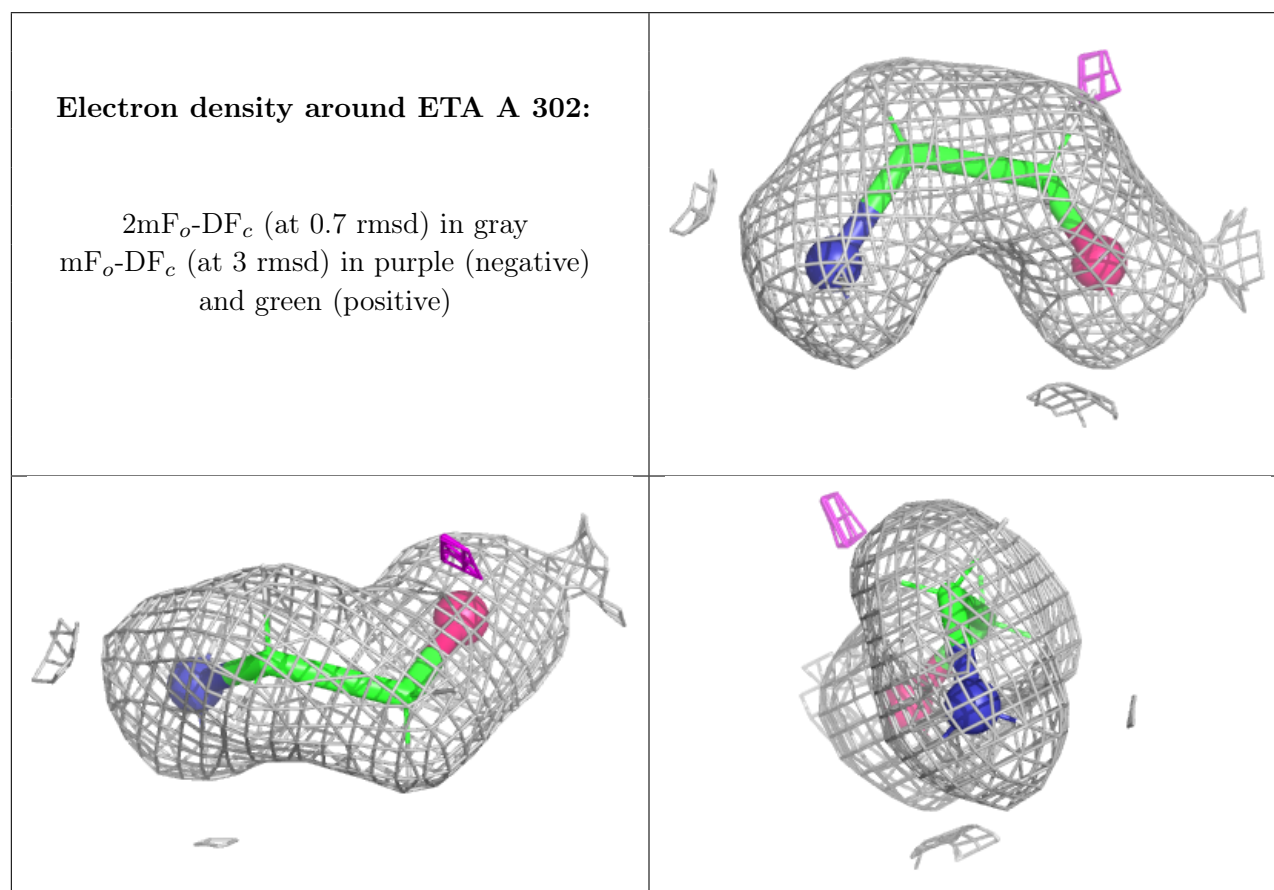 Electron density around ETA A 302:
2mFo-DFc (at 0.7 rmsd) in gray
mFo-DFc (at 3 rmsd) in purple (negative)
and green (positive)